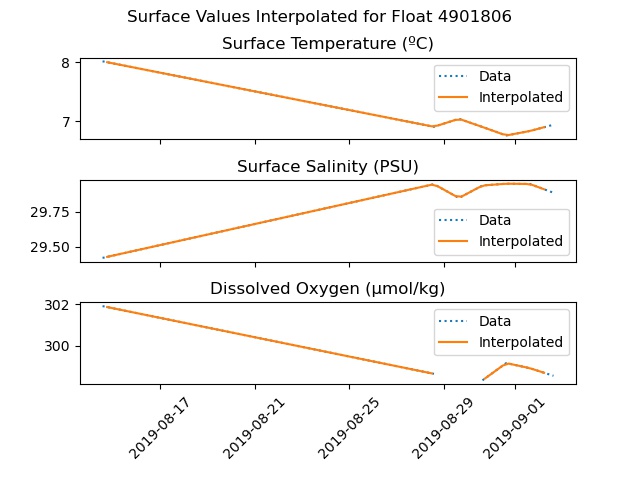 Surface Values Interpolated for Float 4901806
Surface Temperature (ºC)
8
7
Data
Interpolated
Surface Salinity (PSU)
29.75
29.50
Data
Interpolated
Dissolved Oxygen (μmol/kg)
302
300
Data
Interpolated
2019-08-17
2019-08-21
2019-08-25
2019-08-29
2019-09-01